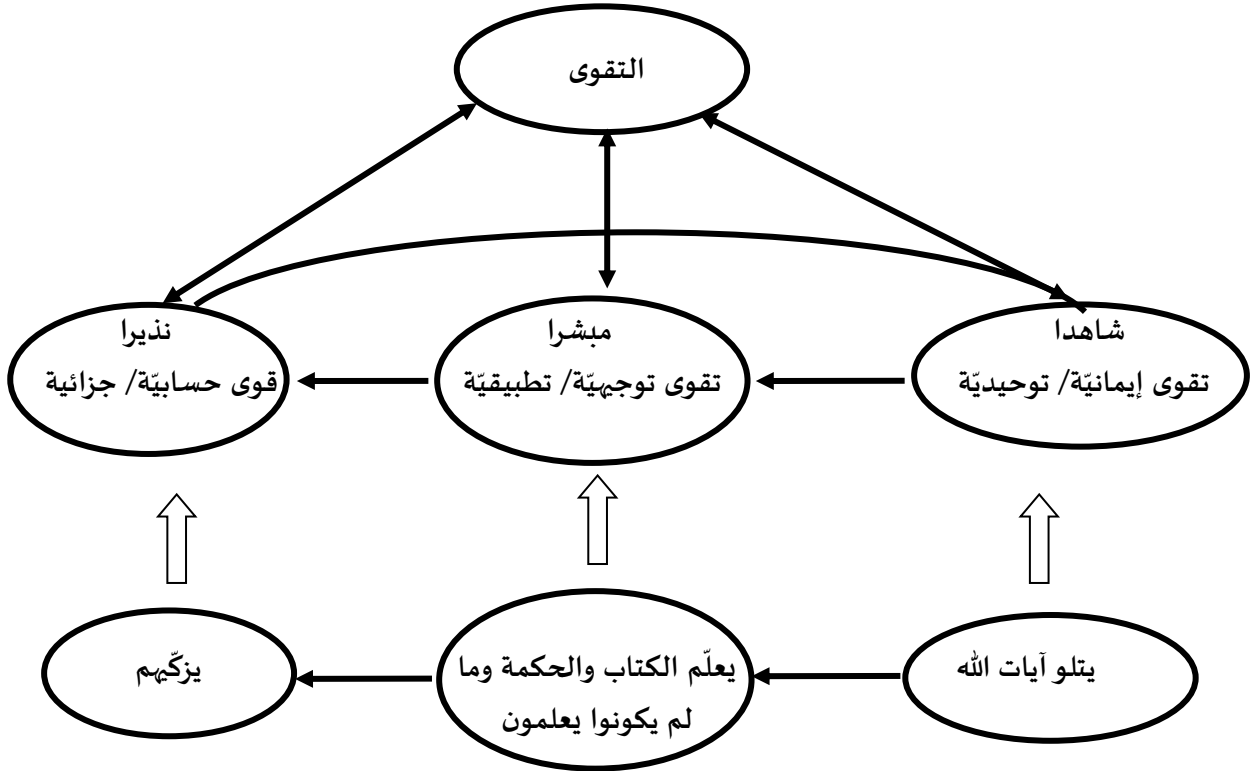 التقوى
شاهدا
تقوى إيمانيّة/ توحيديّة
مبشرا
تقوى توجيهيّة/ تطبيقيّة
نذيرا
قوى حسابيّة/ جزائية
يتلو آيات الله
يعلّم الكتاب والحكمة وما
لم يكونوا يعلمون
يزكّيهم